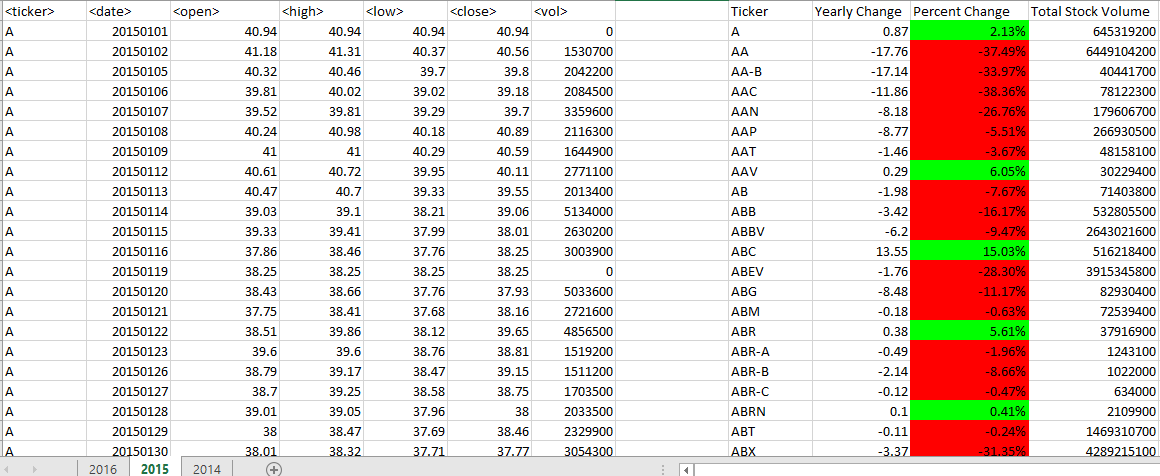 <ticker> <date> <open> <high> <low> <close> <vol> Ticker Yearly Change Percent Change Total Stock Volume
A 20150101 40.94 40.94 40.94 40.94 0 A 0.87 2.13% 645319200
A 20150102 41.18 41.31 40.37 40.56 1530700 AA -17.76 -37.49% 6449104200
A 20150105 40.32 40.46 39.7 39.8 2042200 AA-B -17.14 -33.97% 40441700
A 20150106 39.81 40.02 39.02 39.18 2084500 AAC -11.86 -38.36% 78122300
A 20150107 39.52 39.81 39.29 39.7 3359600 AAN -8.18 -26.76% 179606700
A 20150108 40.24 40.98 40.18 40.89 2116300 AAP -8.77 -5.51% 266930500
A 20150109 41 41 40.29 40.59 1644900 AAT -1.46 -3.67% 48158100
A 20150112 40.61 40.72 39.95 40.11 2771100 AAV 0.29 6.05% 30229400
A 20150113 40.47 40.7 39.33 39.55 2013400 AB -1.98 -7.67% 71403800
A 20150114 39.03 39.1 38.21 39.06 5134000 ABB -3.42 -16.17% 532805500
A 20150115 39.33 39.41 37.99 38.01 2630200 ABBV -6.2 -9.47% 2643021600
A 20150116 37.86 38.46 37.76 38.25 3003900 ABC 13.55 15.03% 516218400
A 20150119 38.25 38.25 38.25 38.25 0 ABEV -1.76 -28.30% 3915345800
A 20150120 38.43 38.66 37.76 37.93 5033600 ABG -8.48 -11.17% 82930400
A 20150121 37.75 38.41 37.68 38.16 2721600 ABM -0.18 -0.63% 72539400
A 20150122 38.51 39.86 38.12 39.65 4856500 ABR 0.38 5.61% 37916900
A 20150123 39.6 39.6 38.76 38.81 1519200 ABR-A -0.49 -1.96% 1243100
A 20150126 38.79 39.17 38.47 39.15 1511200 ABR-B -2.14 -8.66% 1022000
A 20150127 38.7 39.25 38.58 38.75 1703500 ABR-C -0.12 -0.47% 634000
A 20150128 39.01 39.05 37.96 38 2033500 ABRN 0.1 0.41% 2109900
A 20150129 38 38.47 37.69 38.46 2329900 ABT -0.11 -0.24% 1469310700
A 20150130 38.01 38.32 37.71 37.77 3054300 ABX -3.37 -31.35% 4289215100
2016 2015 2014